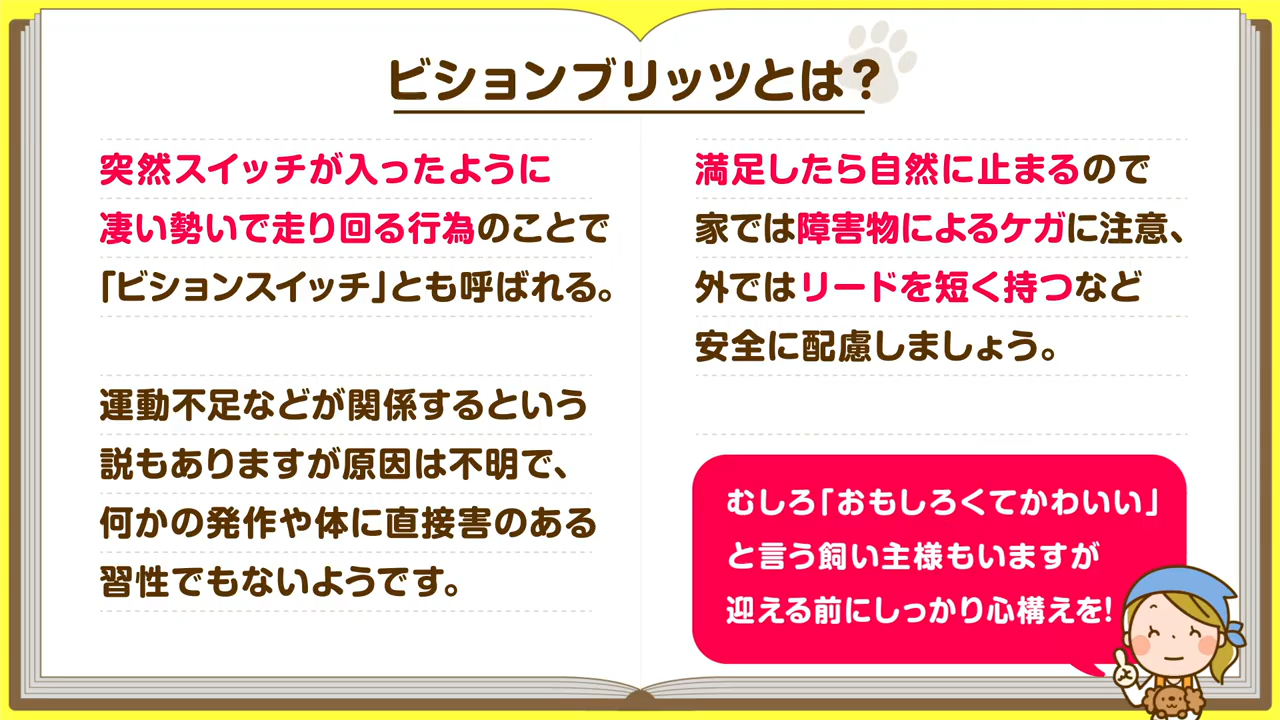 ビションブリッツとは？
突然スイッチが入ったように
凄い勢いで走り回る行為のことで
「ビションスイッチ」とも呼ばれる。
運動不足などが関係するという
説もありますが原因は不明で、
何かの発作や体に直接害のある
習性でもないようです。
満足したら自然に止まるので
家では障害物によるケガに注意、
外ではリードを短く持つなど
安全に配慮しましょう。
むしろ「おもしろくてかわいい」
と言う飼い主様もいますが
迎える前にしっかり心構えを!